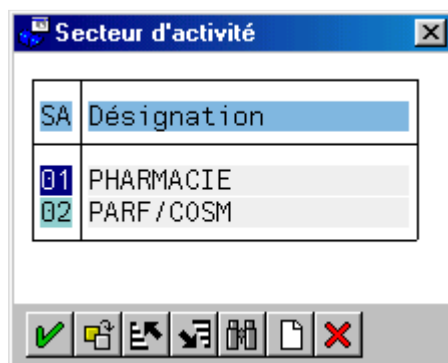 Secteur d'activité
SA Désignation
01 PHARMACIE
02 PARF/COSM